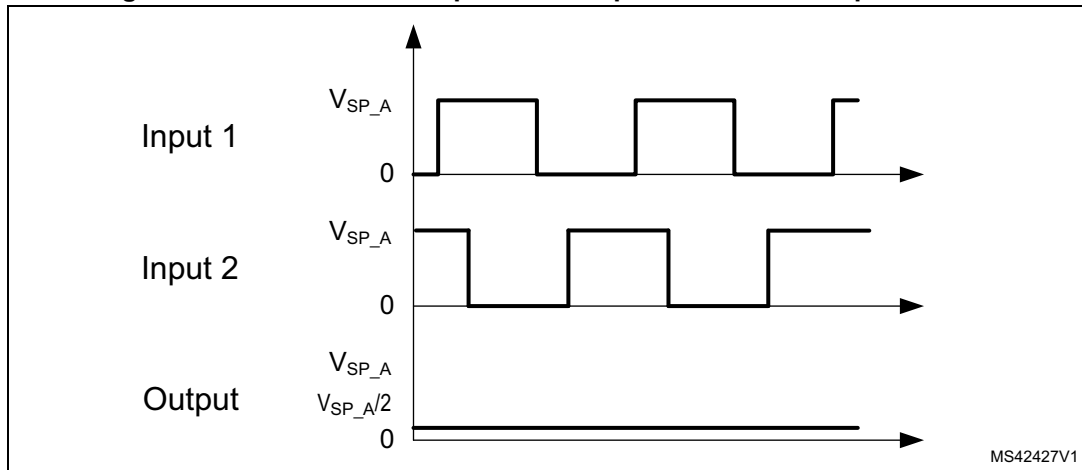 V_SP_A
Input 1
0
V_SP_A
Input 2
0
V_SP_A
Output
V_SP_A/2
0
MS42427V1